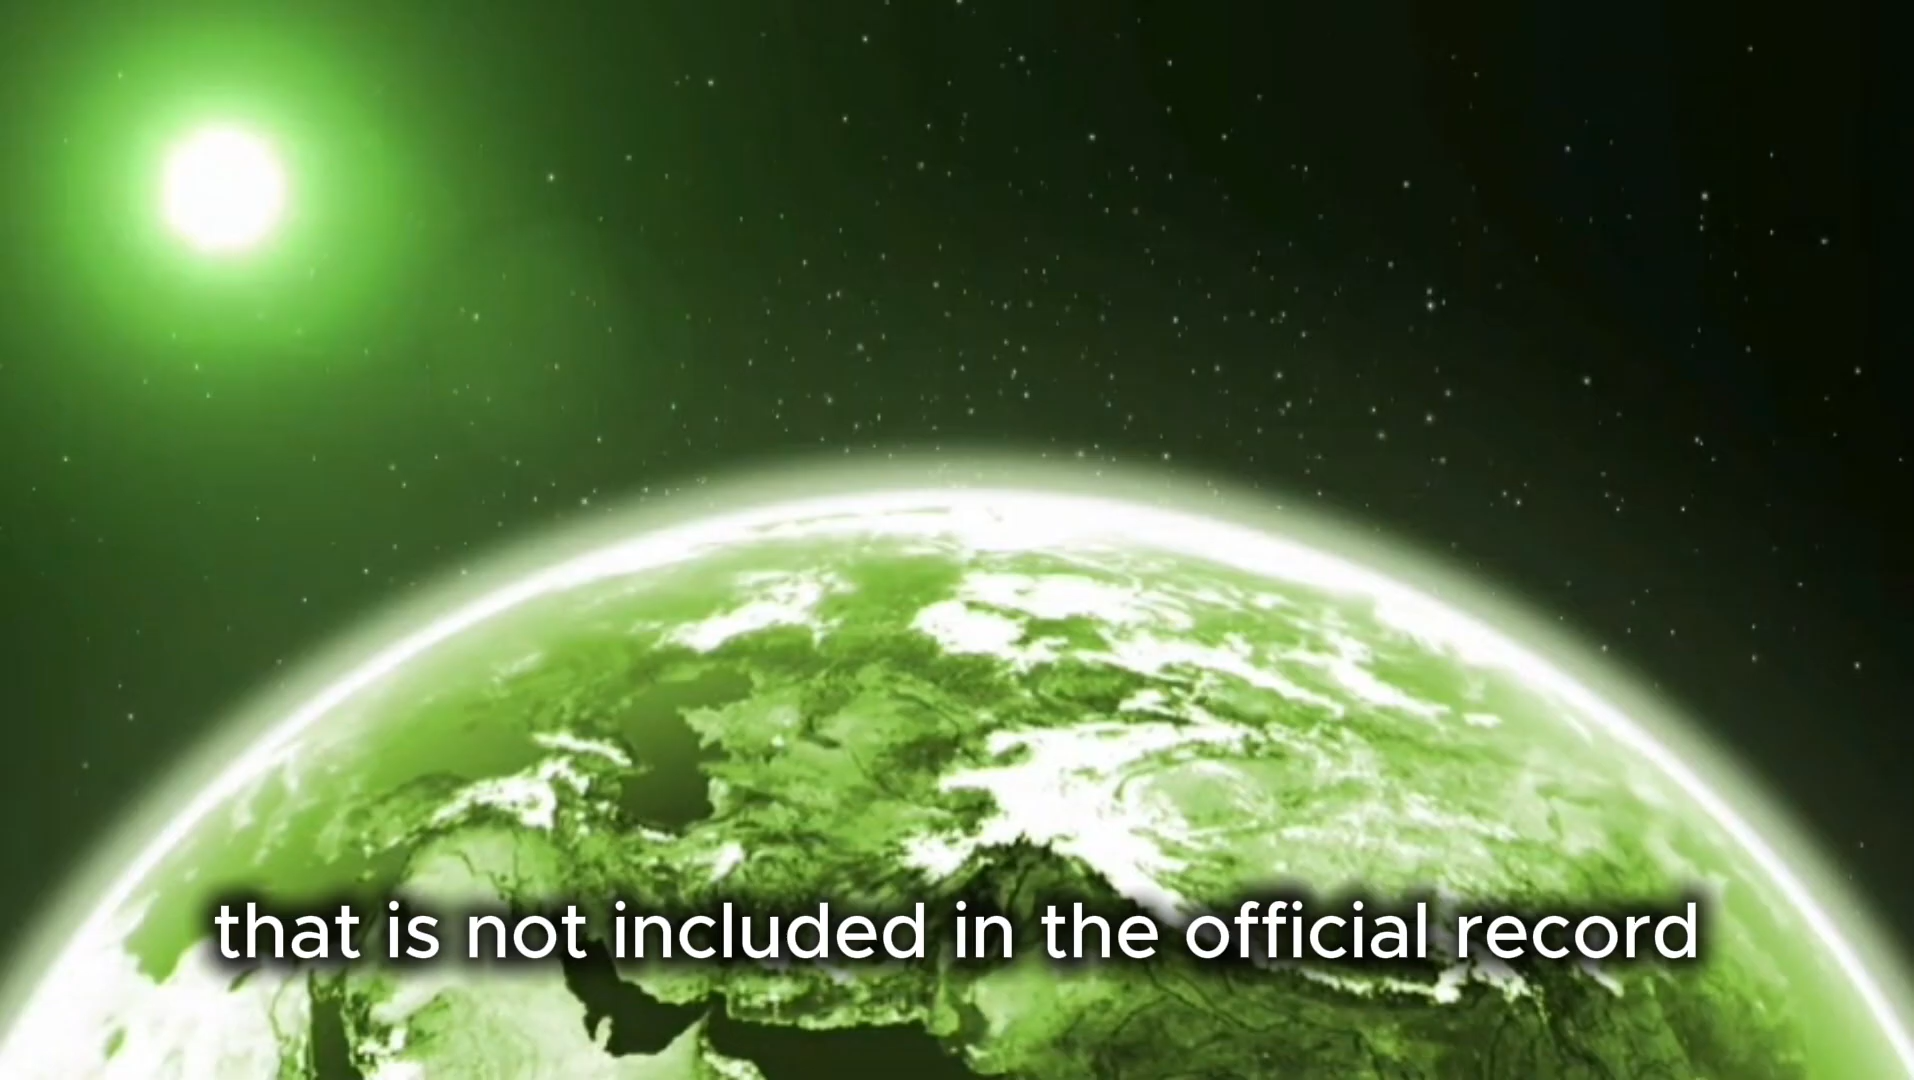 that is not included in the official record